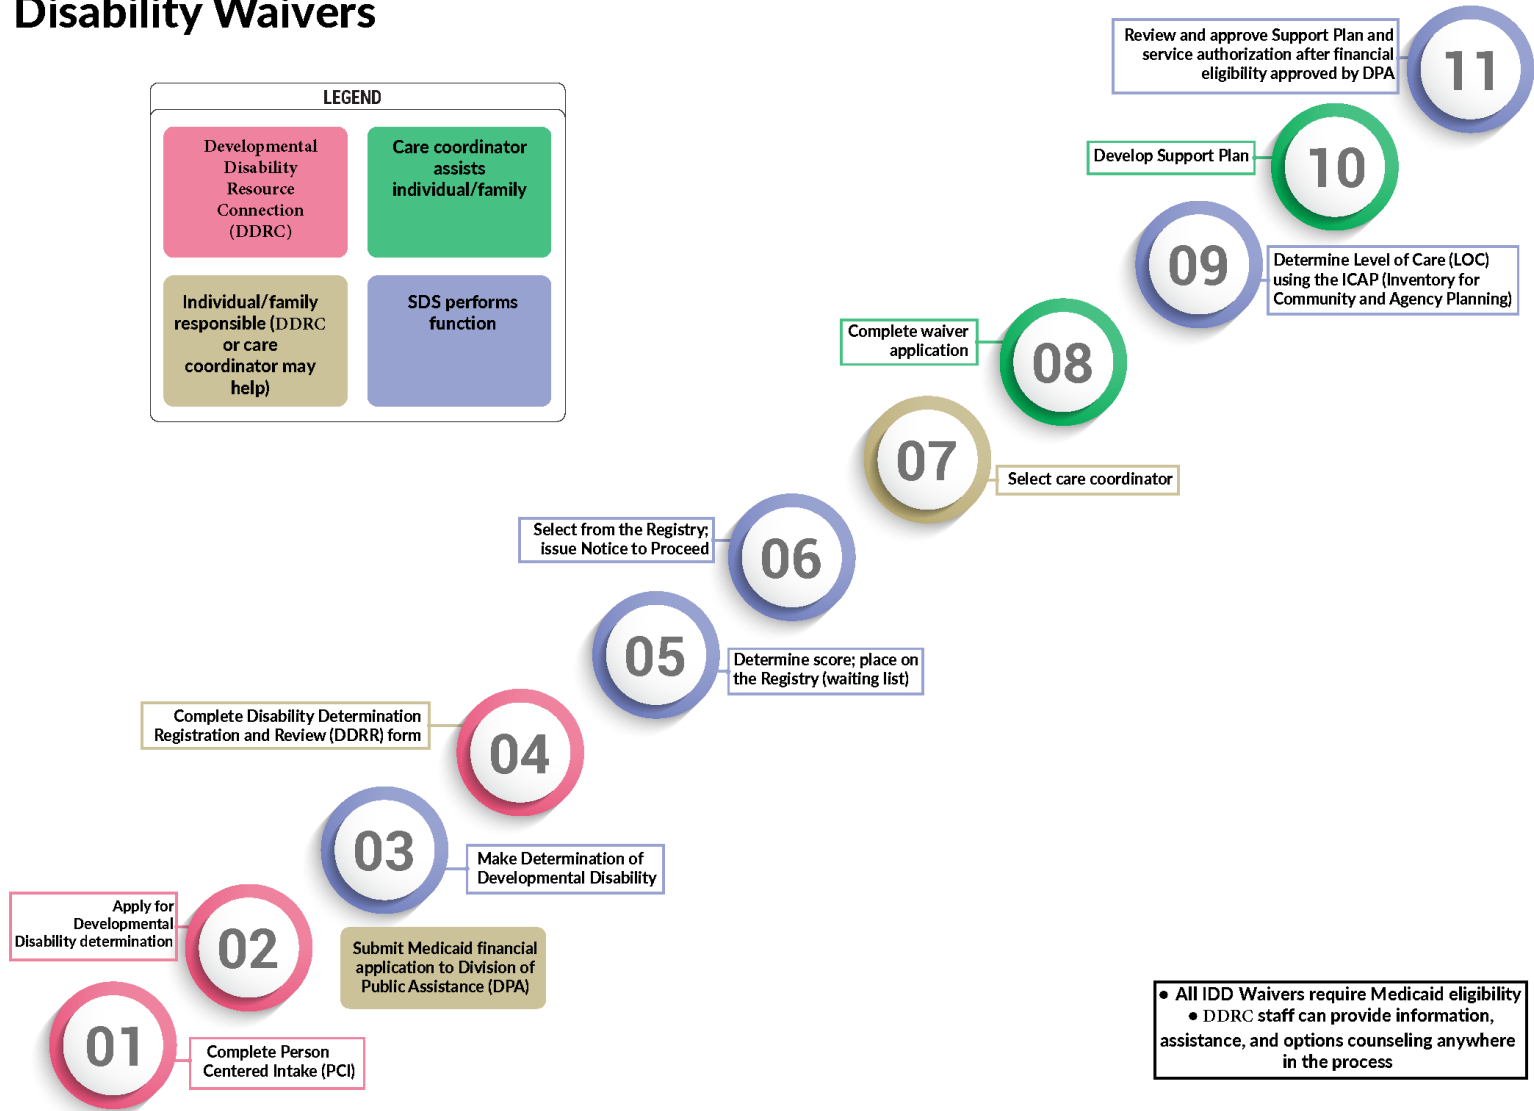 Disability Waivers
LEGEND
Developmental
Disability
Resource
Connection
(DDRC)
Care coordinator
assists
individual/family
Individual/family
responsible (DDRC
or care
coordinator may
help)
SDS performs
function
Review and approve Support Plan and
service authorization after financial
eligibility approved by DPA
11
Develop Support Plan
10
09
Determine Level of Care (LOC)
using the ICAP (Inventory for
Community and Agency Planning)
Complete waiver
application
08
07
Select care coordinator
Select from the Registry;
issue Notice to Proceed
06
05
Determine score; place on
the Registry (waiting list)
Complete Disability Determination
Registration and Review (DDRR) form
04
03
Make Determination of
Developmental Disability
Apply for
Developmental
Disability determination
02
Submit Medicaid financial
application to Division of
Public Assistance (DPA)
01
Complete Person
Centered Intake (PCI)
● All IDD Waivers require Medicaid eligibility
● DDRC staff can provide information,
assistance, and options counseling anywhere
in the process